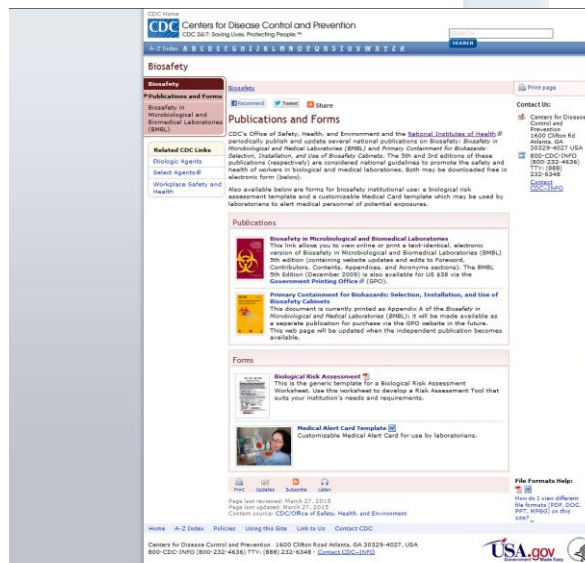 CDC Home
CDC
Centers for Disease Control and Prevention
CDC 24/7: Saving Lives. Protecting People.™
SEARCH
A-Z Index A B C D E F G H I J K L M N O P Q R S T U V W X Y Z #
SEARCH
Biosafety
Biosafety
Publications and Forms
Biosafety in
Microbiological and
Biomedical Laboratories
(BMBL)
Related CDC Links
Etiologic Agents
Select Agents
Workplace Safety and
Health
Biosafety
Recommend Tweet Share
Publications and Forms
CDC's Office of Safety, Health, and Environment and the National Institutes of Health
periodically publish and update several national publications on Biosafety: Biosafety in
Microbiological and Medical Laboratories (BMBL) and Primary Containment for Biohazards:
Selection, Installation, and Use of Biosafety Cabinets. The 5th and 3rd editions of these
publications (respectively) are considered national guidelines to promote the safety and
health of workers in biological and medical laboratories. Both may be downloaded free in
electronic form (below).
Also available below are forms for biosafety institutional use: a biological risk
assessment template and a customizable Medical Card template which may be used by
laboratorians to alert medical personnel of potential exposures.
Publications
Biosafety in Microbiological and Biomedical Laboratories
This link allows you to view online or print a text-identical, electronic
version of Biosafety in Microbiological and Biomedical Laboratories (BMBL)
5th edition (containing website updates and edits to Foreword,
Contributors, Contents, Appendices, and Acronyms sections). The BMBL
5th Edition (December 2009) is also available for US $38 via the
Government Printing Office (GPO).
Primary Containment for Biohazards: Selection, Installation, and Use of
Biosafety Cabinets
This document is currently printed as Appendix A of the Biosafety in
Microbiological and Medical Laboratories (BMBL); it will be made available as
a separate publication for purchase via the GPO website in the future.
This web page will be updated when the independent publication becomes
available.
Forms
Biological Risk Assessment
This is the generic template for a Biological Risk Assessment
Worksheet. Use this worksheet to develop a Risk Assessment Tool that
suits your institution's needs and requirements.
Medical Alert Card Template
Customizable Medical Alert Card for use by laboratorians.
Print Updates Subscribe Listen
Page last reviewed: March 27, 2015
Page last updated: March 27, 2015
Content source: CDC/Office of Safety, Health, and Environment
Print page
Contact Us:
Centers for Disease
Control and
Prevention
1600 Clifton Rd
Atlanta, GA
30329-4027 USA
800-CDC-INFO
(800-232-4636)
TTY: (888)
232-6348
Contact
CDC-INFO
File Formats Help:
How do I view different
file formats (PDF, DOC,
PPT, MPEG) on this
site?
Home A-Z Index Policies Using this Site Link to Us Contact CDC
Centers for Disease Control and Prevention 1600 Clifton Road Atlanta, GA 30329-4027, USA
800-CDC-INFO (800-232-4636) TTY: (888) 232-6348 - Contact CDC-INFO
USA.gov
Government Made Easy